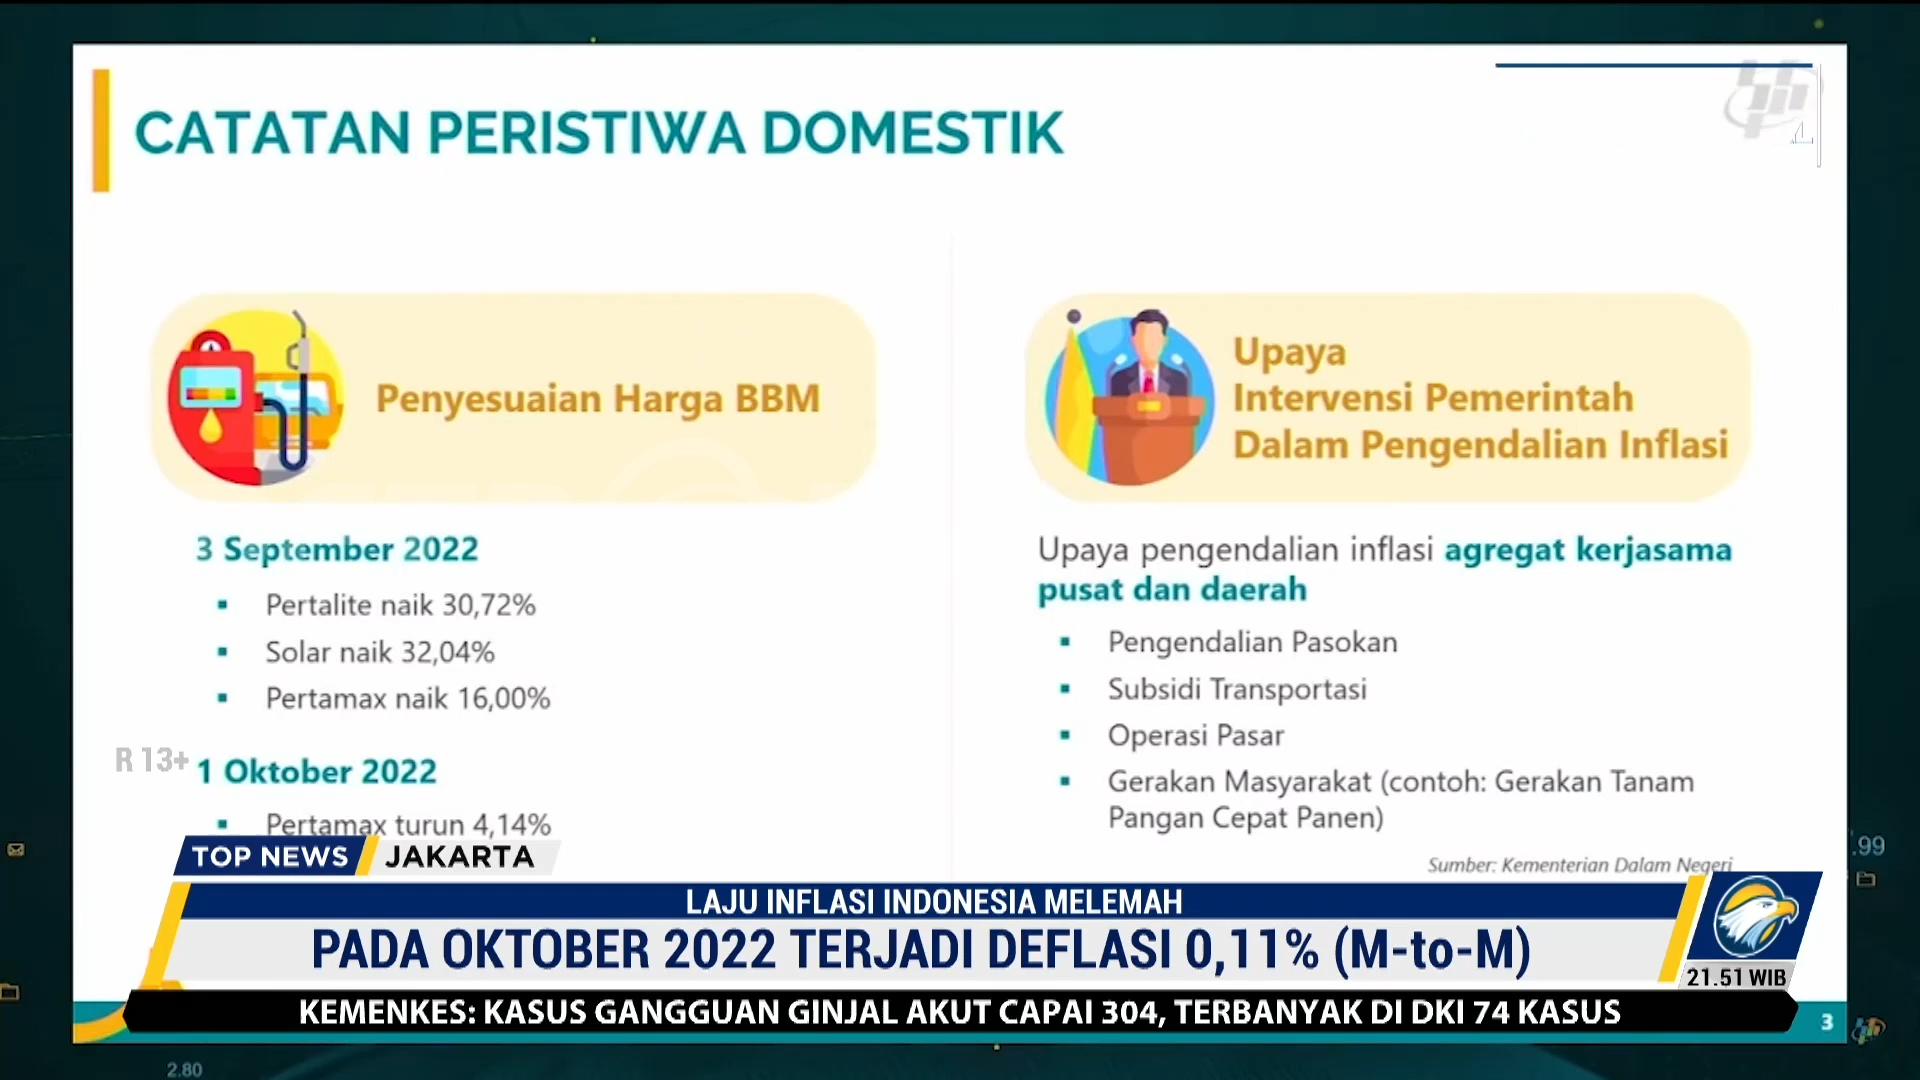 CATATAN PERISTIWA DOMESTIK
Penyesuaian Harga BBM
3 September 2022
▪ Pertalite naik 30,72%
▪ Solar naik 32,04%
▪ Pertamax naik 16,00%
1 Oktober 2022
▪ Pertamax turun 4,14%
Upaya
Intervensi Pemerintah
Dalam Pengendalian Inflasi
Upaya pengendalian inflasi agregat kerjasama
pusat dan daerah
▪ Pengendalian Pasokan
▪ Subsidi Transportasi
▪ Operasi Pasar
▪ Gerakan Masyarakat (contoh: Gerakan Tanam
Pangan Cepat Panen)
Sumber: Kementerian Dalam Negeri
R 13+
.99
TOP NEWS JAKARTA
LAJU INFLASI INDONESIA MELEMAH
PADA OKTOBER 2022 TERJADI DEFLASI 0,11% (M-to-M)
21.51 WIB
KEMENKES: KASUS GANGGUAN GINJAL AKUT CAPAI 304, TERBANYAK DI DKI 74 KASUS
3
2.80